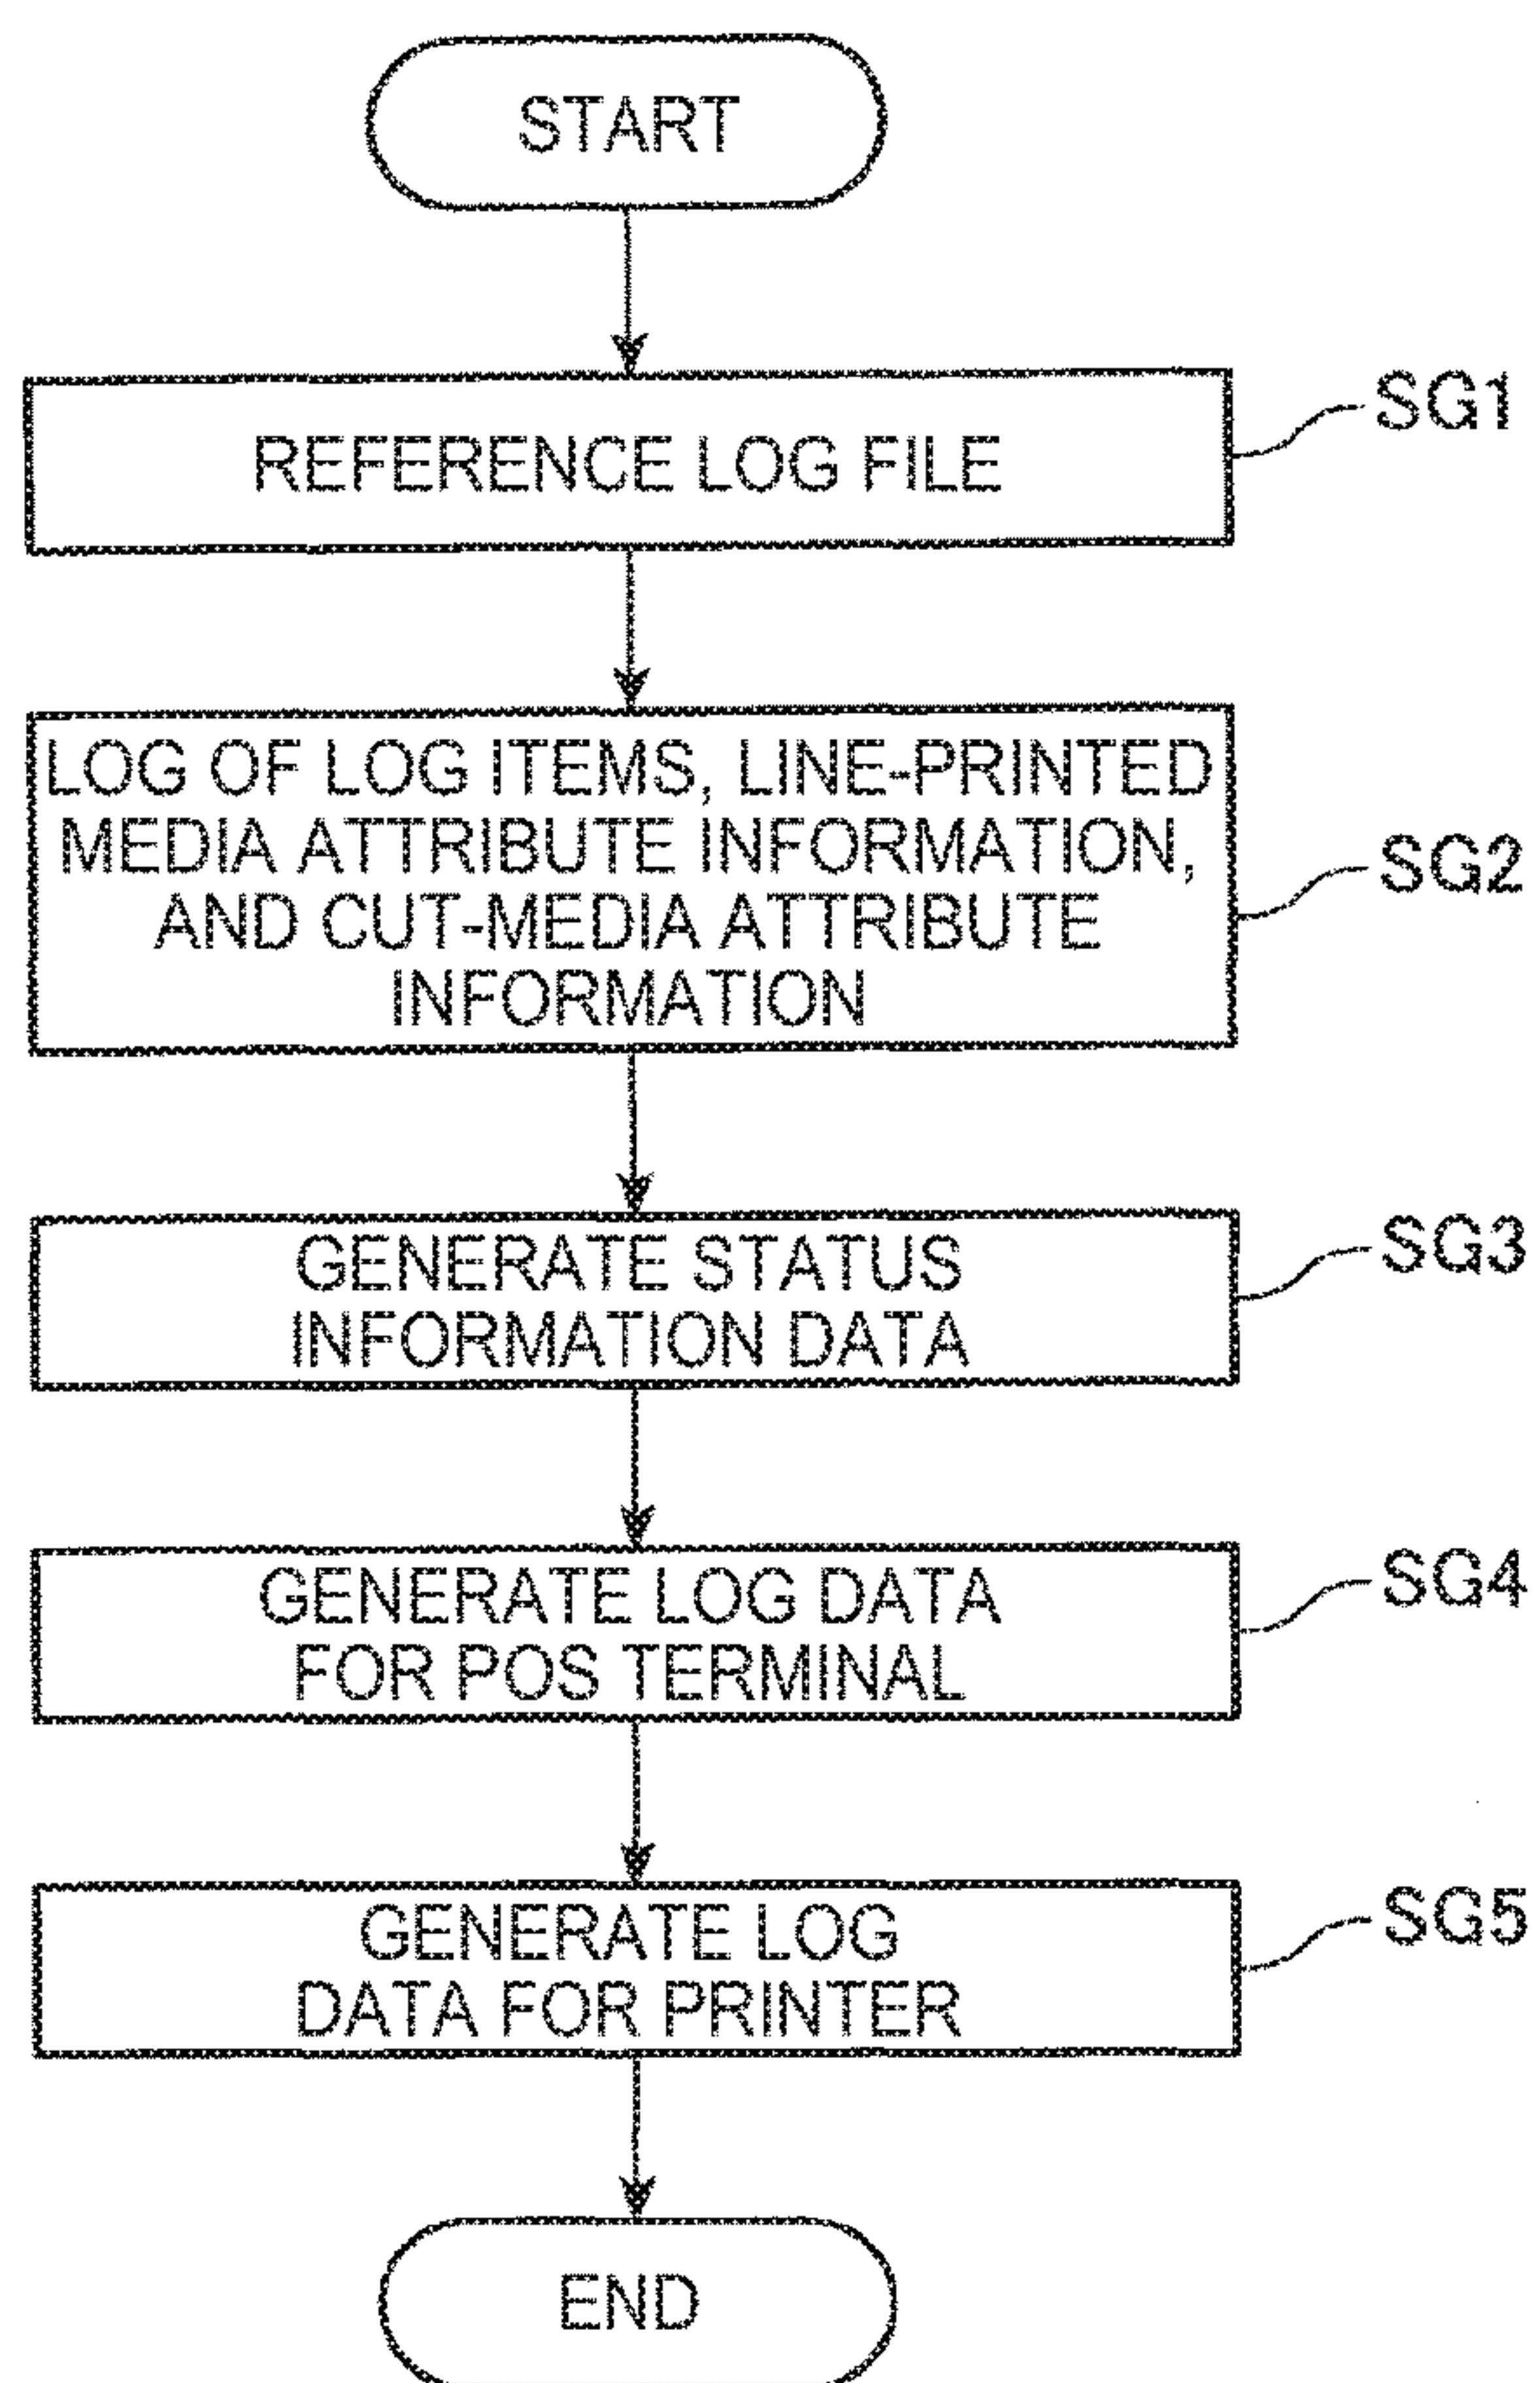 START
REFERENCE LOG FILE
SG1
LOG OF LOG ITEMS, LINE-PRINTED
MEDIA ATTRIBUTE INFORMATION,
AND CUT-MEDIA ATTRIBUTE
INFORMATION
SG2
GENERATE STATUS
INFORMATION DATA
SG3
GENERATE LOG DATA
FOR POS TERMINAL
SG4
GENERATE LOG
DATA FOR PRINTER
SG5
END